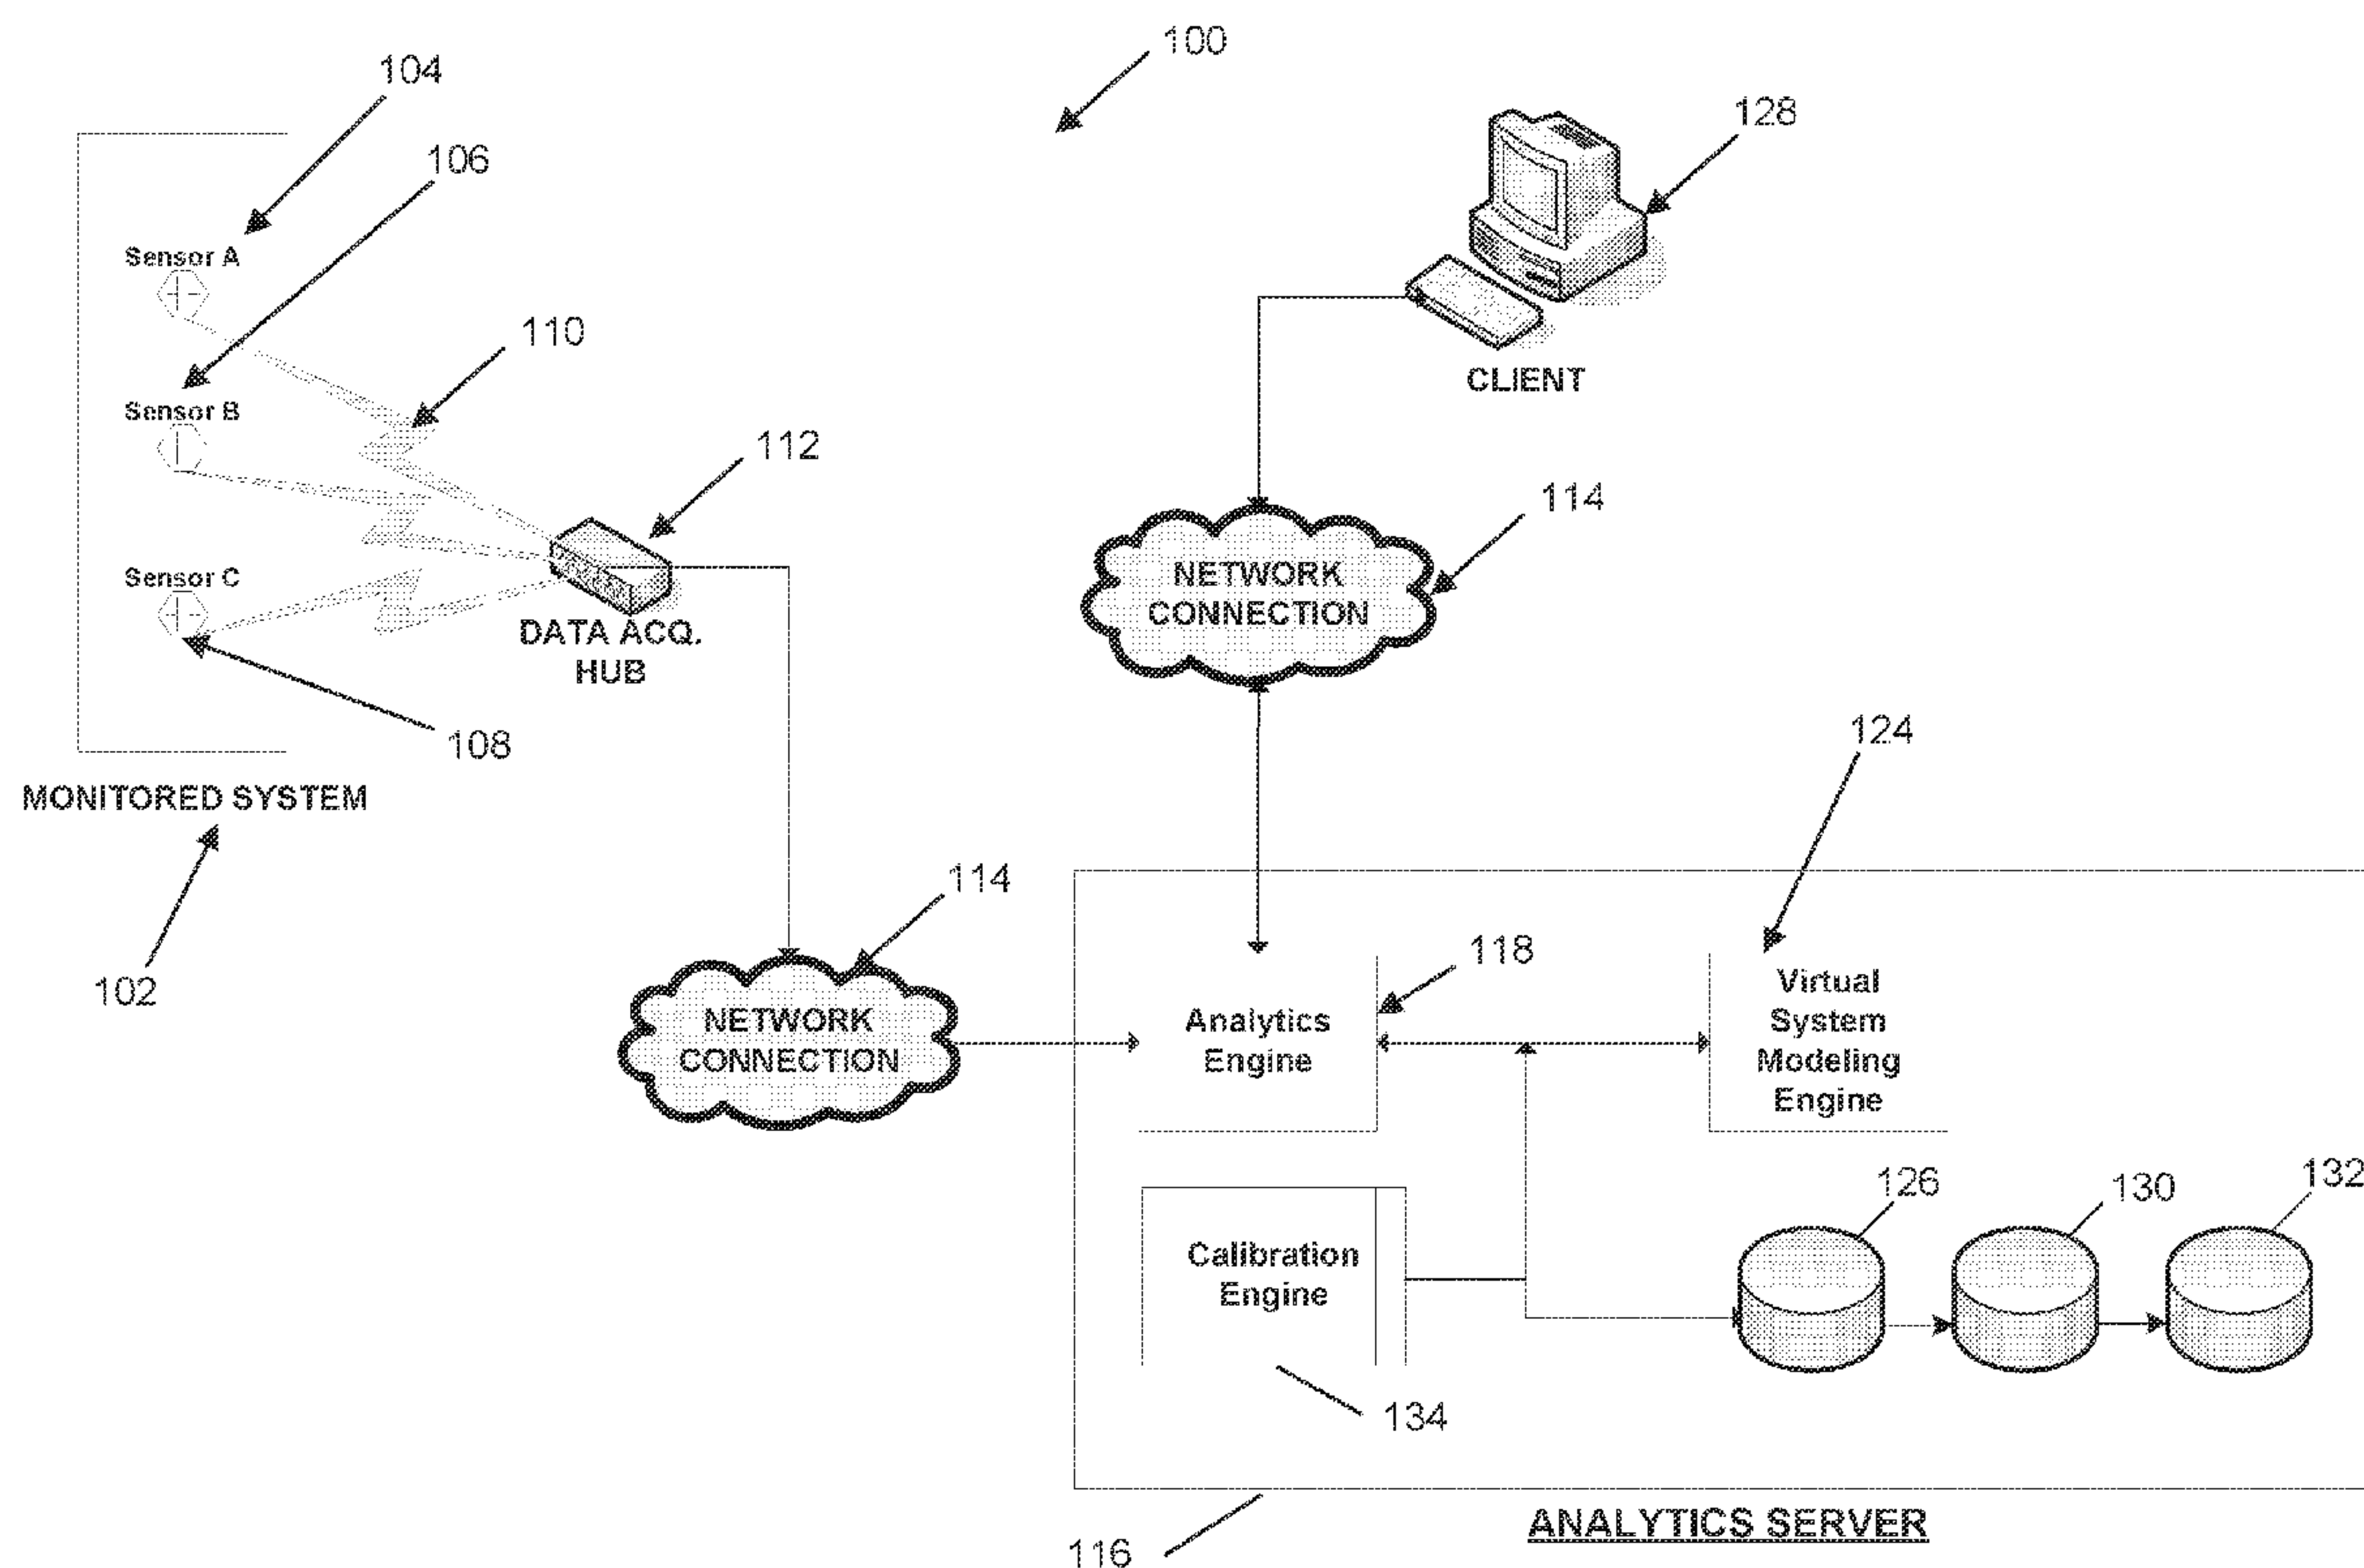 100
104
128
106
Sensor A
110
CLIENT
Sensor B
112
114
NETWORK
CONNECTION
Sensor C
DATA ACQ.
HUB
108
124
MONITORED SYSTEM
114
118
102
Virtual
System
Modeling
Engine
NETWORK
CONNECTION
Analytics
Engine
126
130
132
Calibration
Engine
134
116
ANALYTICS SERVER